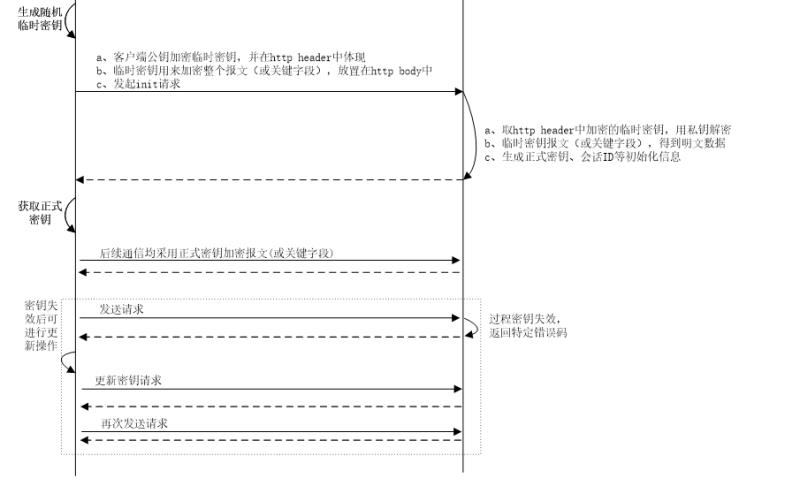 生成随机
临时密钥
a、客户端公钥加密临时密钥，并在http header中体现
b、临时密钥用来加密整个报文（或关键字段），放置在http body中
c、发起init请求
a、取http header中加密的临时密钥，用私钥解密
b、临时密钥报文（或关键字段），得到明文数据
c、生成正式密钥、会话ID等初始化信息
获取正式
密钥
后续通信均采用正式密钥加密报文(或关键字段)
密钥失
效后可
进行更
新操作
发送请求
过程密钥失效，
返回特定错误码
更新密钥请求
再次发送请求